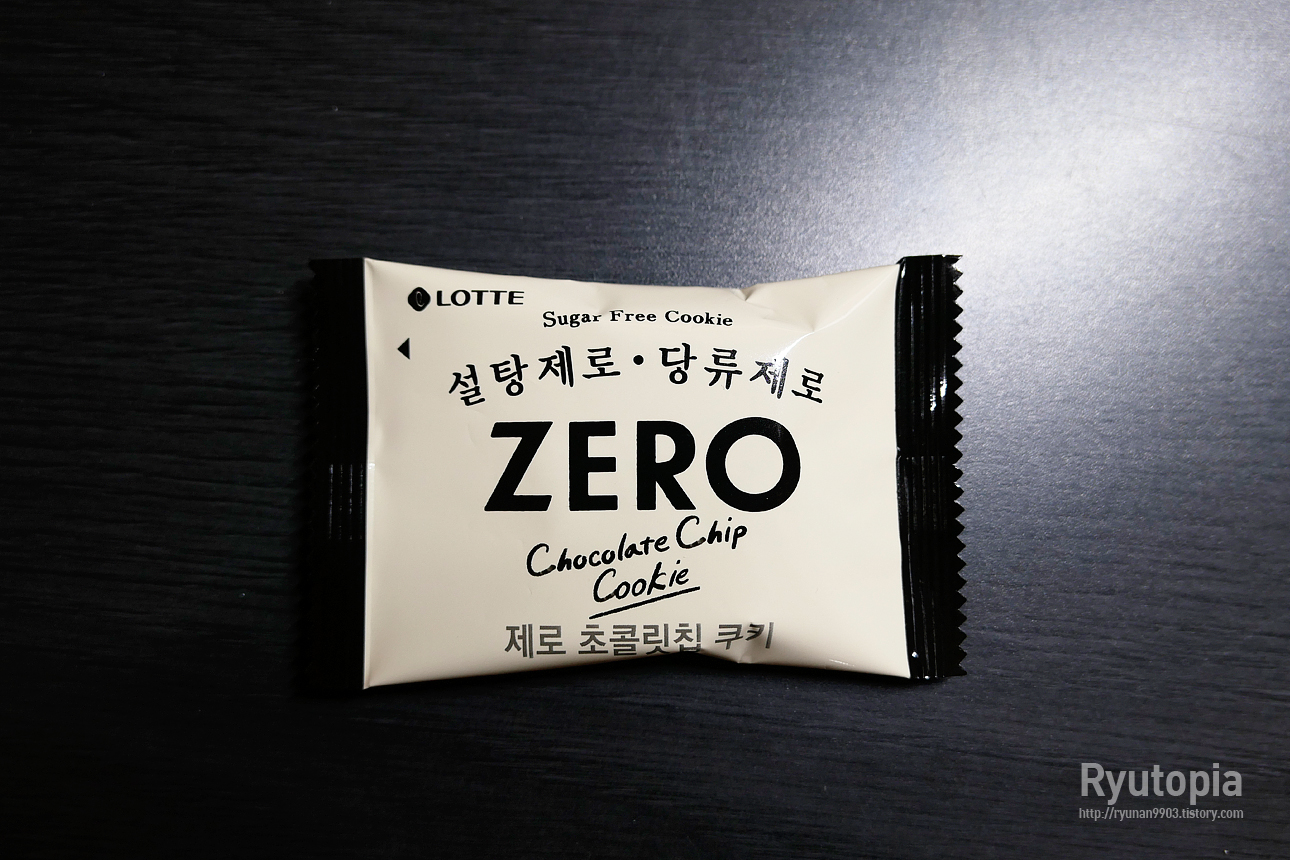 LOTTE
Sugar Free Cookie
설탕제로·당류제로
ZERO
Chocolate Chip
Cookie
제로 초콜릿칩 쿠키
Ryutopia
http://ryunan9903.tistory.com